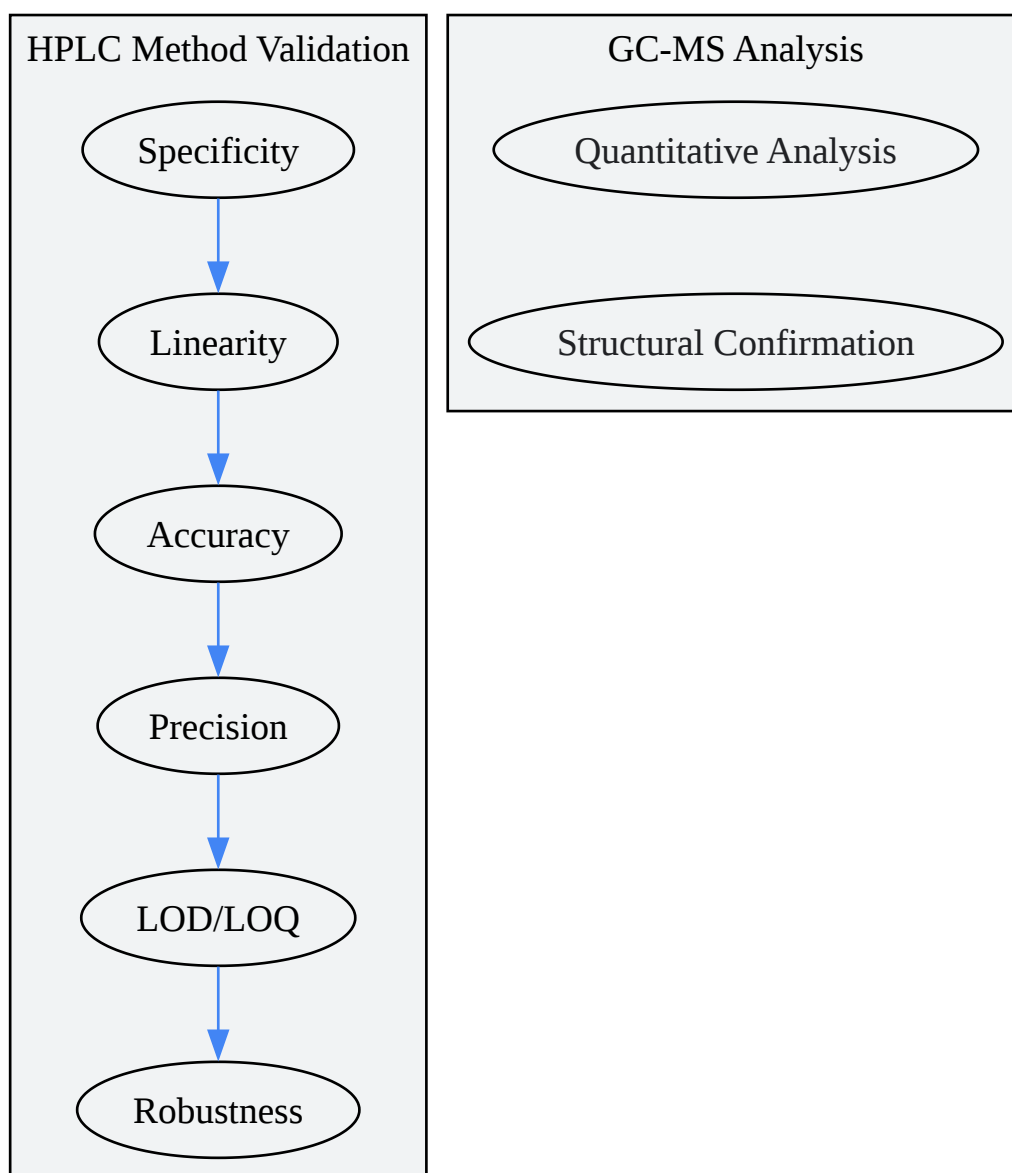 HPLC Method Validation
Specificity
Linearity
Accuracy
Precision
LOD/LOQ
Robustness
GC-MS Analysis
Quantitative Analysis
Structural Confirmation